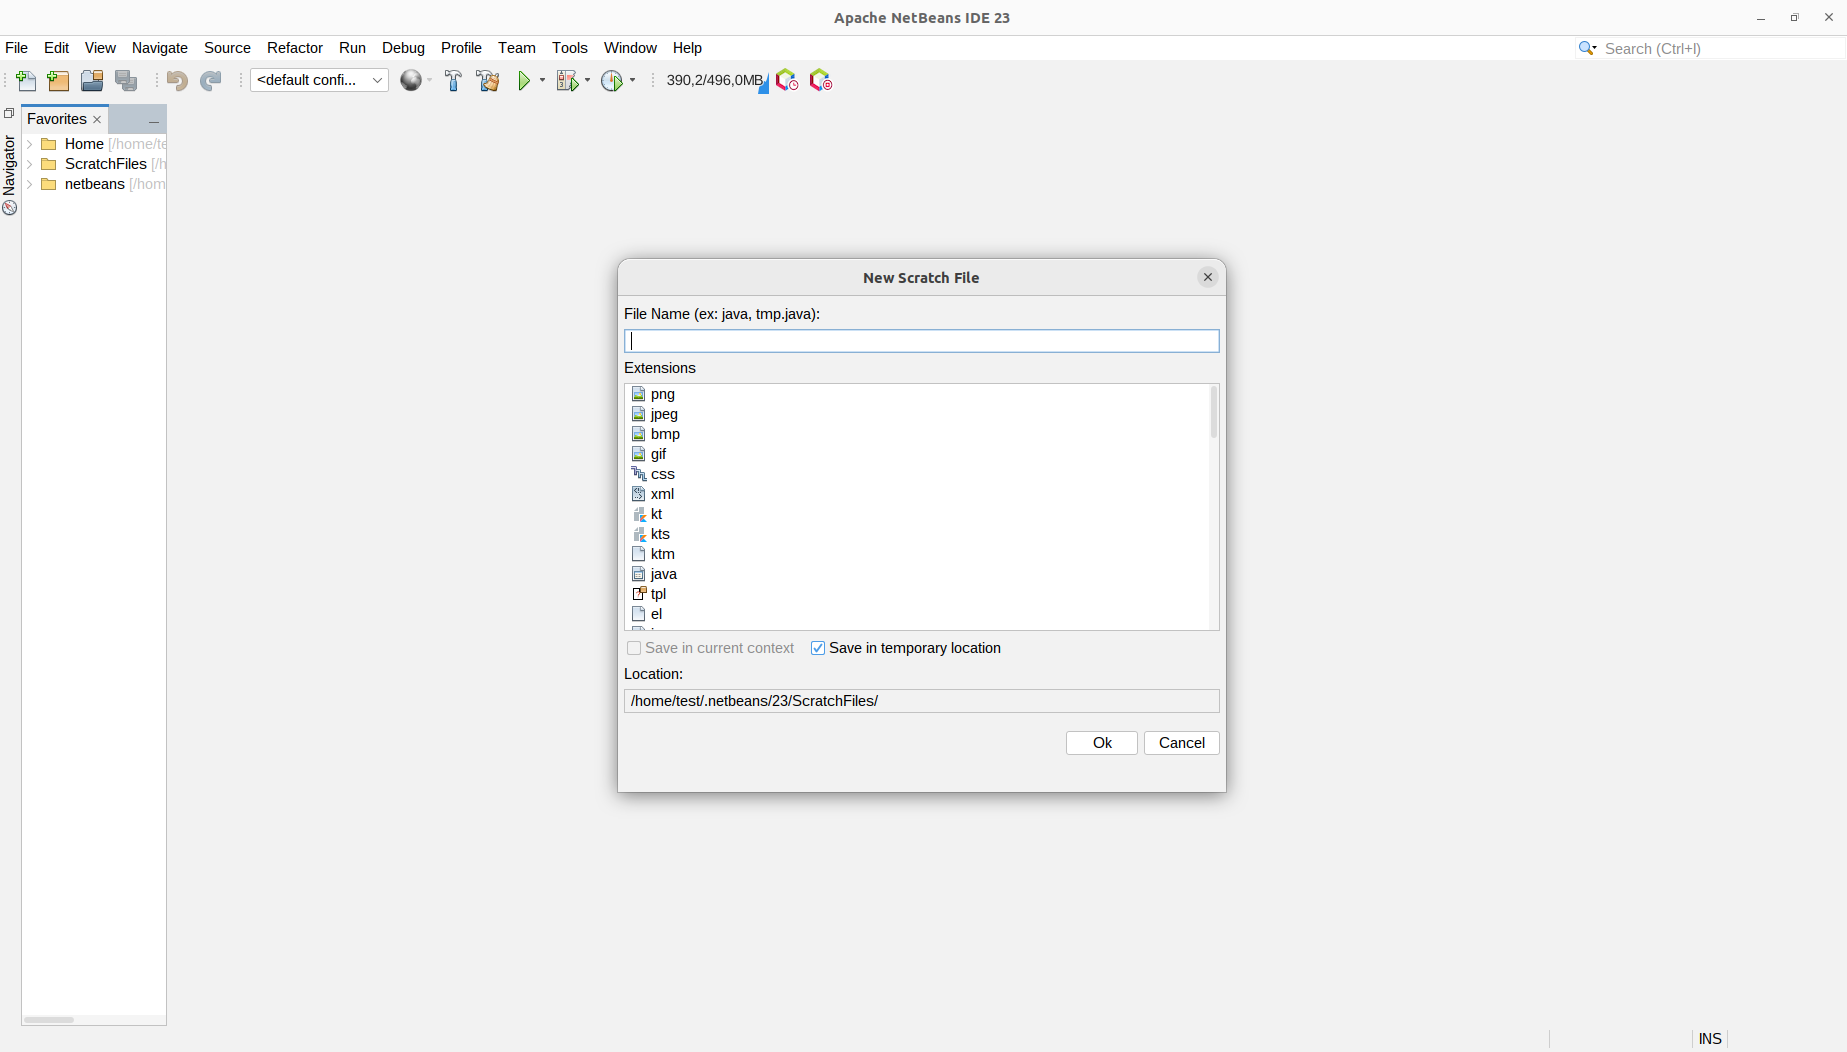 Apache NetBeans IDE 23
File Edit View Navigate Source Refactor Run Debug Profile Team Tools Window Help
Search (Ctrl+I)
<default confi...
390,2/496,0MB
Favorites
Navigator
Home [/home/te
ScratchFiles [/h
netbeans [/hom
New Scratch File
File Name (ex: java, tmp.java):
Extensions
png
jpeg
bmp
gif
css
xml
kt
kts
ktm
java
tpl
el
Save in current context Save in temporary location
Location:
/home/test/.netbeans/23/ScratchFiles/
Ok Cancel
INS